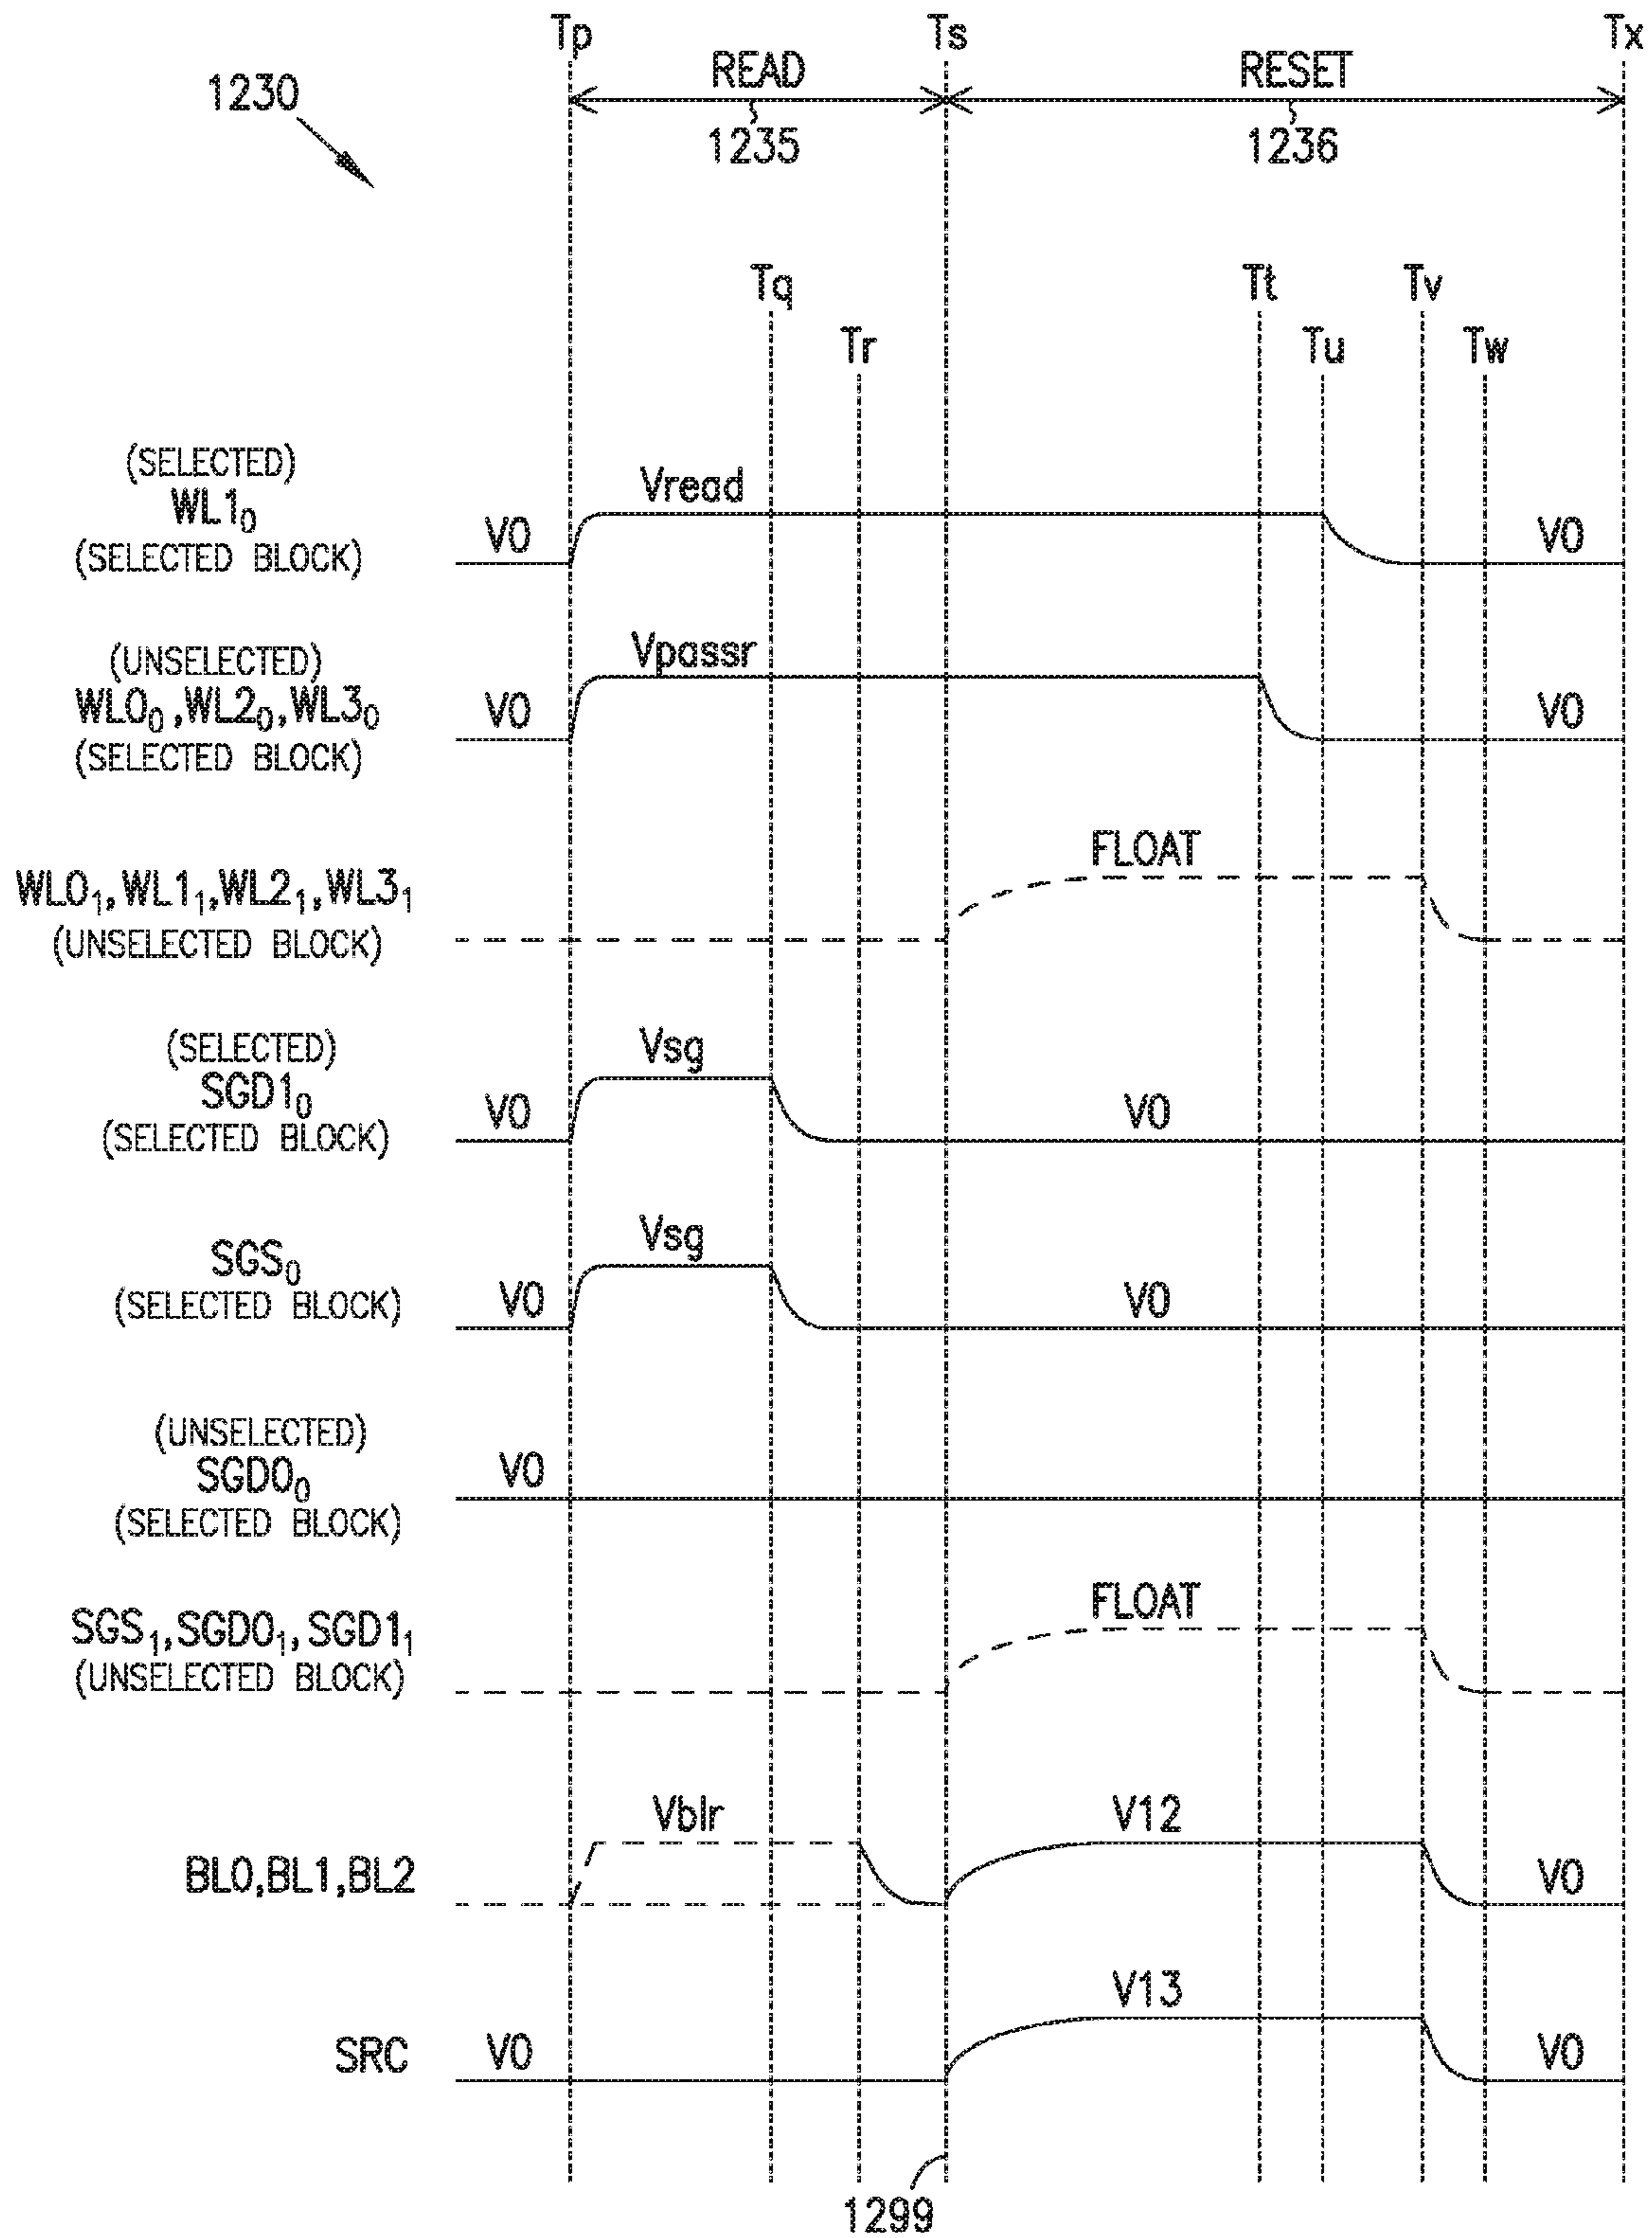 Tp Ts Tx
1230 READ RESET
1235 1236
Tq Tt Tv
Tr Tu Tw
(SELECTED)
WL1₀
(SELECTED BLOCK)
V0 Vread V0
(UNSELECTED)
WL0₀,WL2₀,WL3₀
(SELECTED BLOCK)
V0 Vpassr V0
WL0₁,WL1₁,WL2₁,WL3₁
(UNSELECTED BLOCK)
FLOAT
(SELECTED)
SGD1₀
(SELECTED BLOCK)
V0 Vsg V0
SGS₀
(SELECTED BLOCK)
V0 Vsg V0
(UNSELECTED)
SGD0₀
(SELECTED BLOCK)
V0
SGS₁,SGD0₁,SGD1₁
(UNSELECTED BLOCK)
FLOAT
BL0,BL1,BL2
Vblr V12 V0
SRC V0 V13 V0
1299